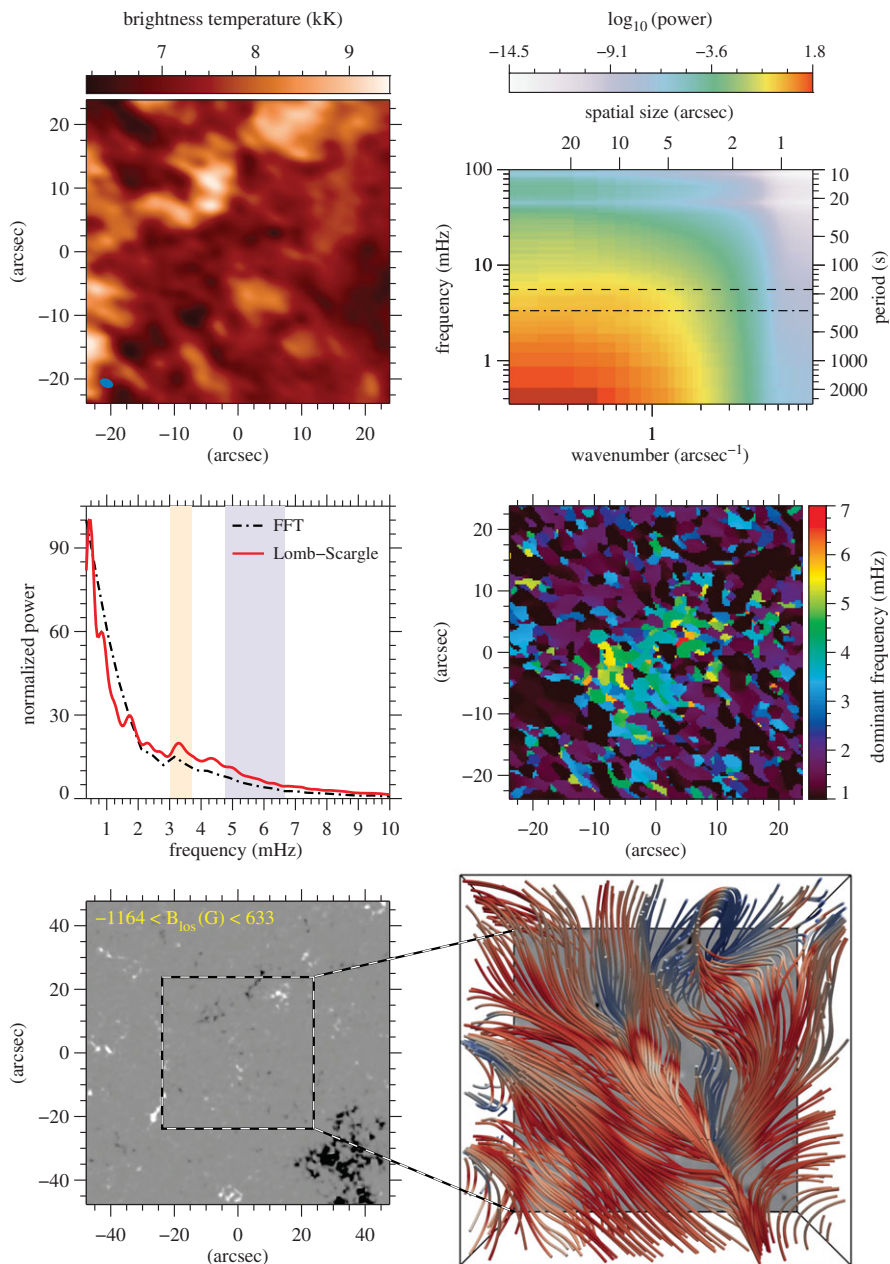 brightness temperature (kK)
7 8 9
20
10
0
−10
−20
(arcsec)
−20 −10 0 10 20
(arcsec)
log10 (power)
−14.5 −9.1 −3.6 1.8
spatial size (arcsec)
20 10 5 2 1
100
10
1
frequency (mHz)
10
20
50
100
200
500
1000
2000
period (s)
1
wavenumber (arcsec−1)
90
60
30
0
normalized power
FFT
Lomb−Scargle
1 2 3 4 5 6 7 8 9 10
frequency (mHz)
20
10
0
−10
−20
(arcsec)
−20 −10 0 10 20
(arcsec)
7
6
5
4
3
2
1
dominant frequency (mHz)
−1164 < Blos (G) < 633
40
20
0
−20
−40
(arcsec)
−40 −20 0 20 40
(arcsec)